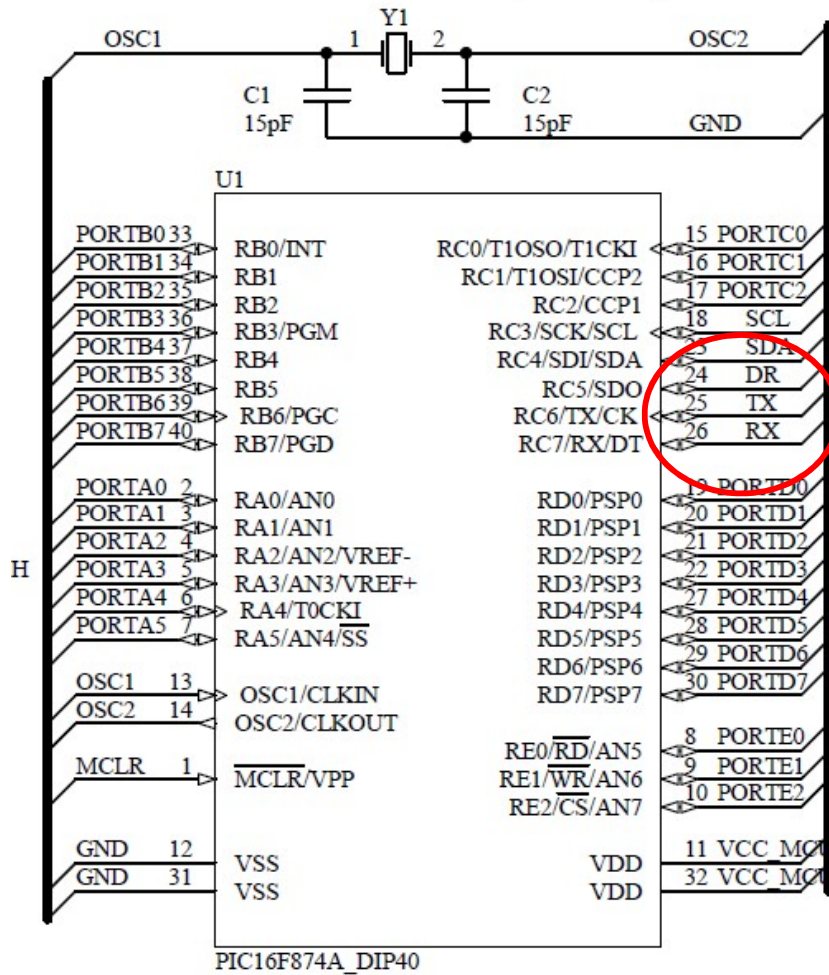 Y1
OSC1 1 2 OSC2
C1 C2
15pF 15pF GND
U1
PORTB0 33 RB0/INT RC0/T1OSO/T1CKI 15 PORTC0
PORTB1 34 RB1 RC1/T1OSI/CCP2 16 PORTC1
PORTB2 35 RB2 RC2/CCP1 17 PORTC2
PORTB3 36 RB3/PGM RC3/SCK/SCL 18 SCL
PORTB4 37 RB4 RC4/SDI/SDA 23 SDA
PORTB5 38 RB5 RC5/SDO 24 DR
PORTB6 39 RB6/PGC RC6/TX/CK 25 TX
PORTB7 40 RB7/PGD RC7/RX/DT 26 RX
PORTA0 2 RA0/AN0 RD0/PSP0 19 PORTD0
PORTA1 3 RA1/AN1 RD1/PSP1 20 PORTD1
PORTA2 4 RA2/AN2/VREF- RD2/PSP2 21 PORTD2
H PORTA3 5 RA3/AN3/VREF+ RD3/PSP3 22 PORTD3
PORTA4 6 RA4/T0CKI RD4/PSP4 27 PORTD4
PORTA5 7 RA5/AN4/SS RD5/PSP5 28 PORTD5
RD6/PSP6 29 PORTD6
OSC1 13 OSC1/CLKIN RD7/PSP7 30 PORTD7
OSC2 14 OSC2/CLKOUT
RE0/RD/AN5 8 PORTE0
MCLR 1 MCLR/VPP RE1/WR/AN6 9 PORTE1
RE2/CS/AN7 10 PORTE2
GND 12 VSS VDD 11 VCC_MCU
GND 31 VSS VDD 32 VCC_MCU
PIC16F874A_DIP40